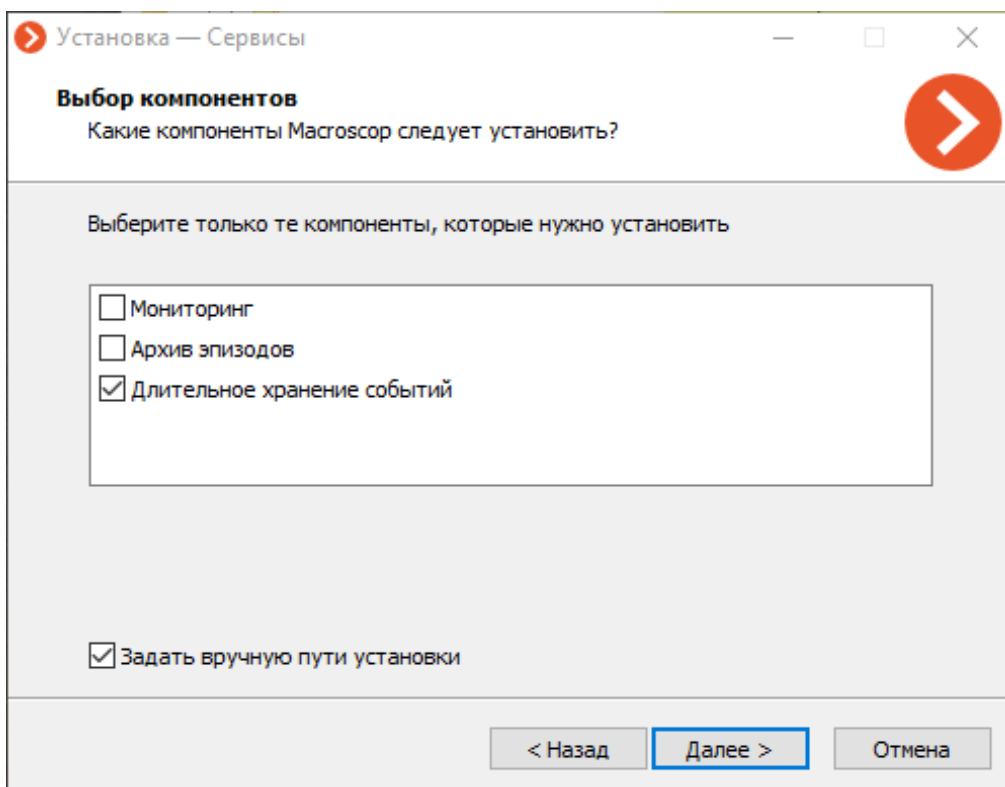 Установка — Сервисы
Выбор компонентов
Какие компоненты Macroscop следует установить?
Выберите только те компоненты, которые нужно установить
Мониторинг
Архив эпизодов
Длительное хранение событий
Задать вручную пути установки
< Назад
Далее >
Отмена